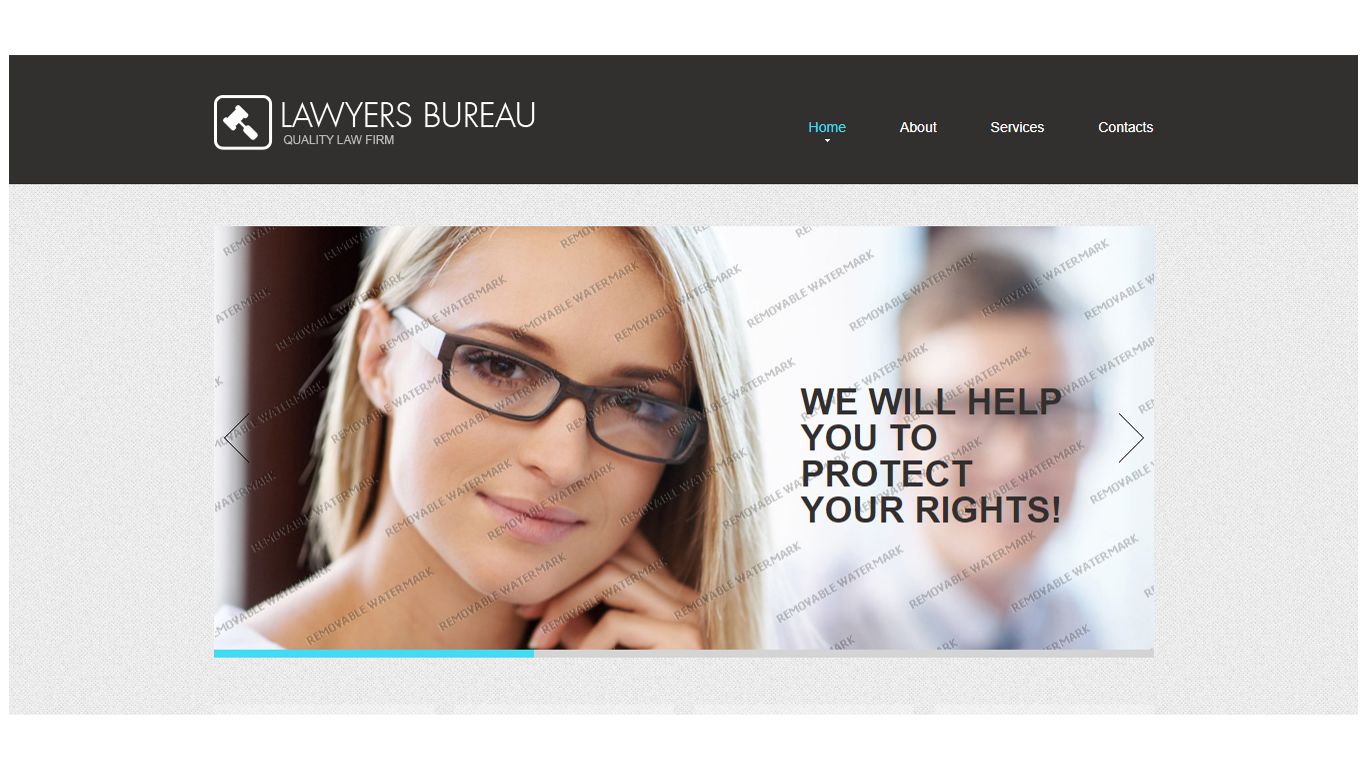 LAWYERS BUREAU
QUALITY LAW FIRM
Home About Services Contacts
WE WILL HELP
YOU TO
PROTECT
YOUR RIGHTS!
REMOVABLE WATERMARK